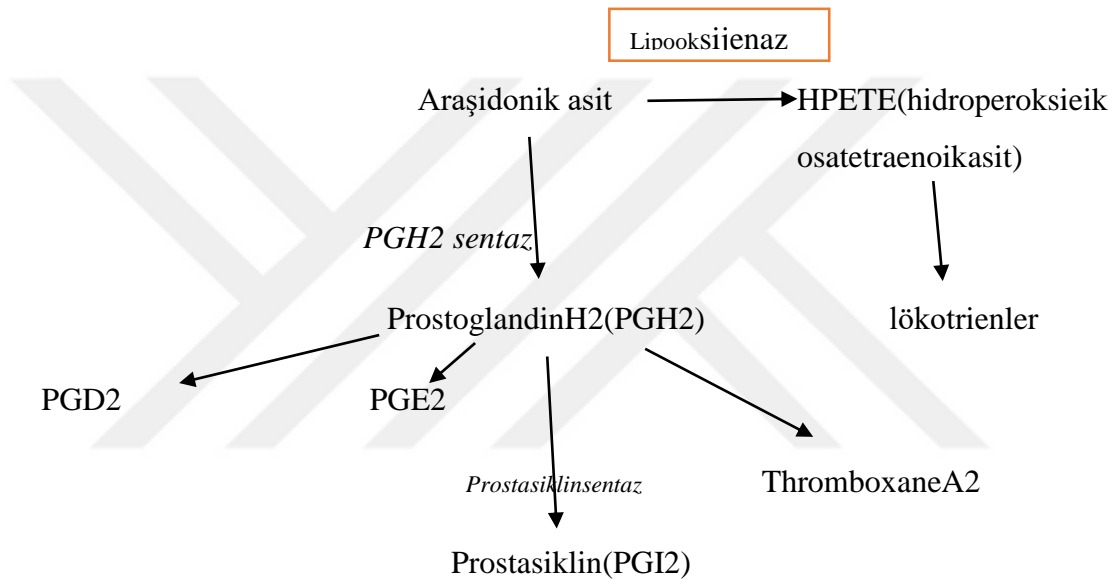 Lipooksijenaz
Araşidonik asit
HPETE(hidroperoksieik
osatetraenoikasit)
PGH2 sentaz
ProstoglandinH2(PGH2)
lökotrienler
PGD2
PGE2
Prostasiklinsentaz
ThromboxaneA2
Prostasiklin(PGI2)